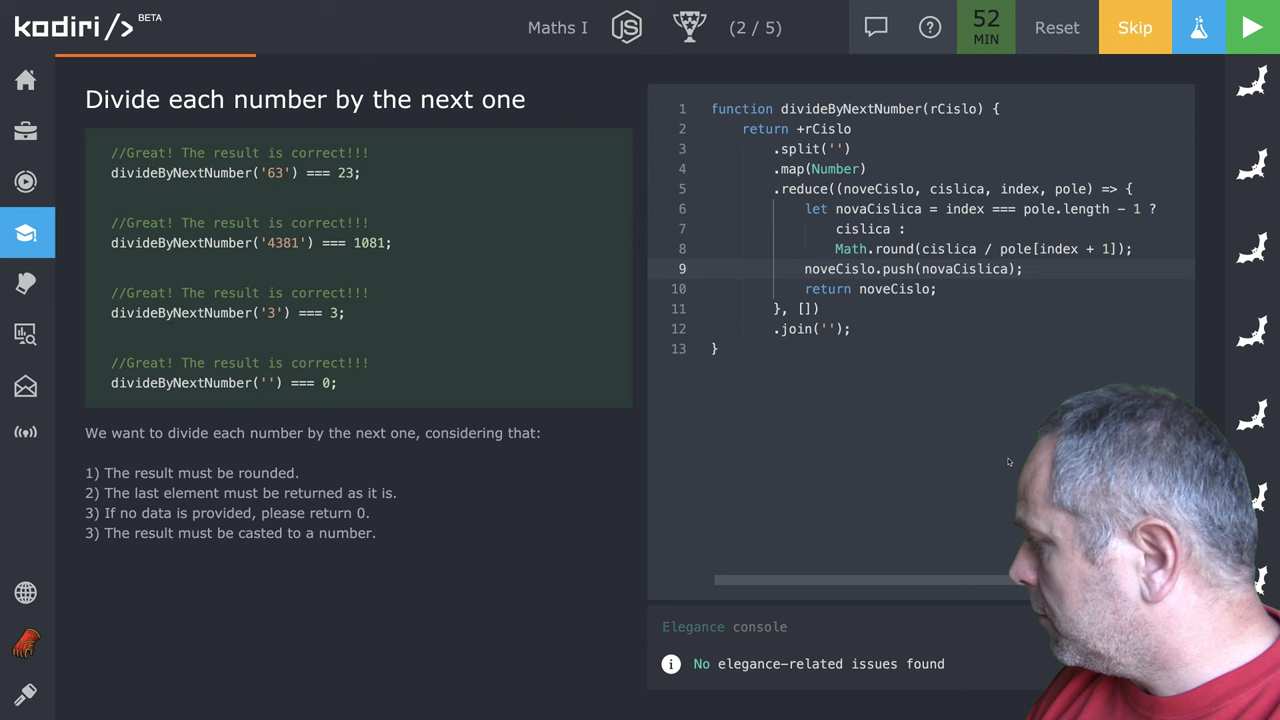 kodiri/>
BETA
Maths I
JS
(2 / 5)
52
MIN
Reset
Skip
Divide each number by the next one
//Great! The result is correct!!!
divideByNextNumber('63') === 23;
//Great! The result is correct!!!
divideByNextNumber('4381') === 1081;
//Great! The result is correct!!!
divideByNextNumber('3') === 3;
//Great! The result is correct!!!
divideByNextNumber('') === 0;
We want to divide each number by the next one, considering that:
1) The result must be rounded.
2) The last element must be returned as it is.
3) If no data is provided, please return 0.
3) The result must be casted to a number.
1 function divideByNextNumber(rCislo) {
2 return +rCislo
3 .split('')
4 .map(Number)
5 .reduce((noveCislo, cislica, index, pole) => {
6 let novaCislica = index === pole.length - 1 ?
7 cislica :
8 Math.round(cislica / pole[index + 1]);
9 noveCislo.push(novaCislica);
10 return noveCislo;
11 }, [])
12 .join('');
13 }
Elegance console
No elegance-related issues found